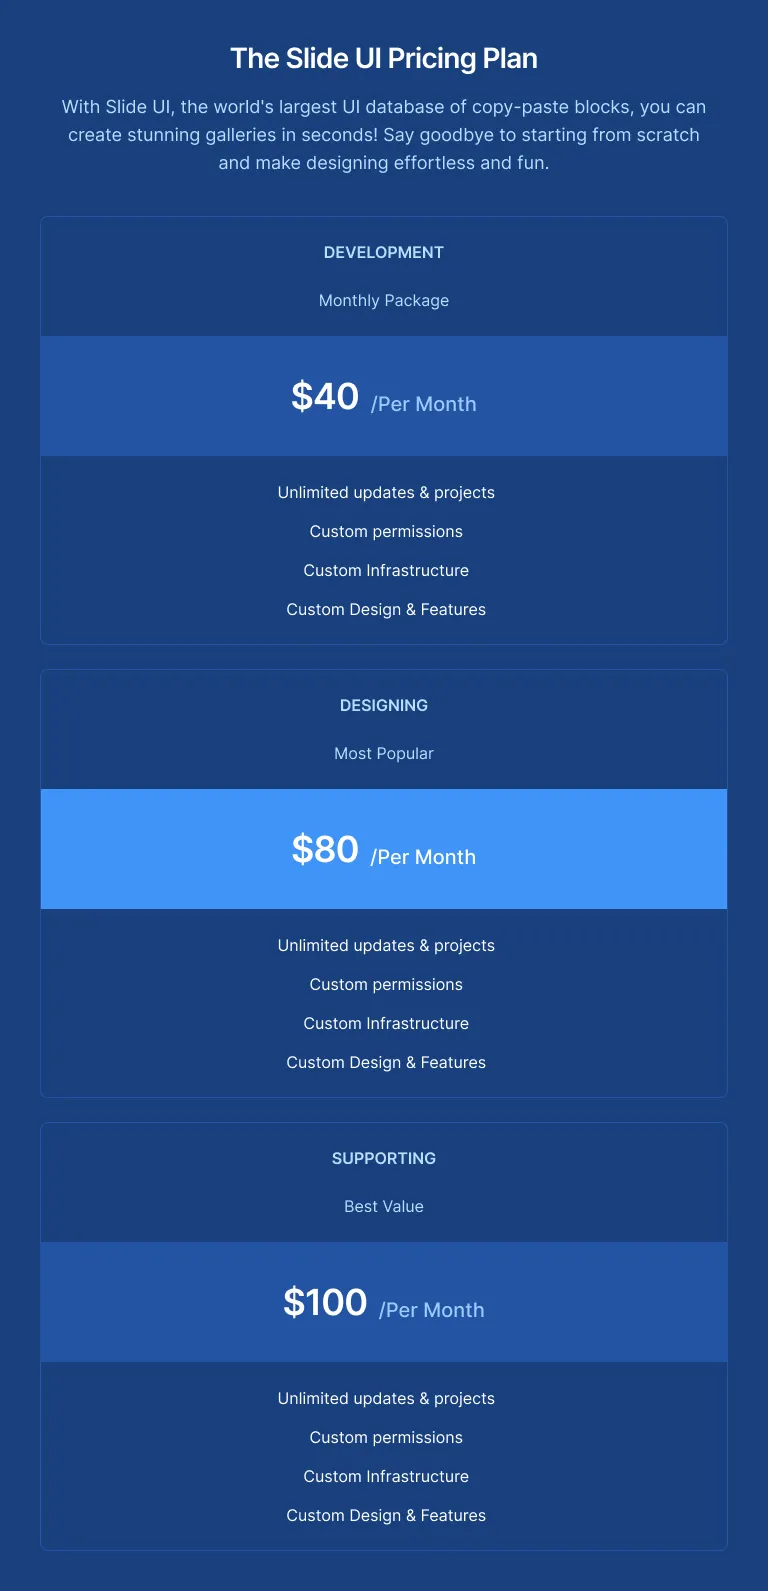 The Slide UI Pricing Plan
With Slide UI, the world's largest UI database of copy-paste blocks, you can
create stunning galleries in seconds! Say goodbye to starting from scratch
and make designing effortless and fun.
DEVELOPMENT
Monthly Package
$40 /Per Month
Unlimited updates & projects
Custom permissions
Custom Infrastructure
Custom Design & Features
DESIGNING
Most Popular
$80 /Per Month
Unlimited updates & projects
Custom permissions
Custom Infrastructure
Custom Design & Features
SUPPORTING
Best Value
$100 /Per Month
Unlimited updates & projects
Custom permissions
Custom Infrastructure
Custom Design & Features